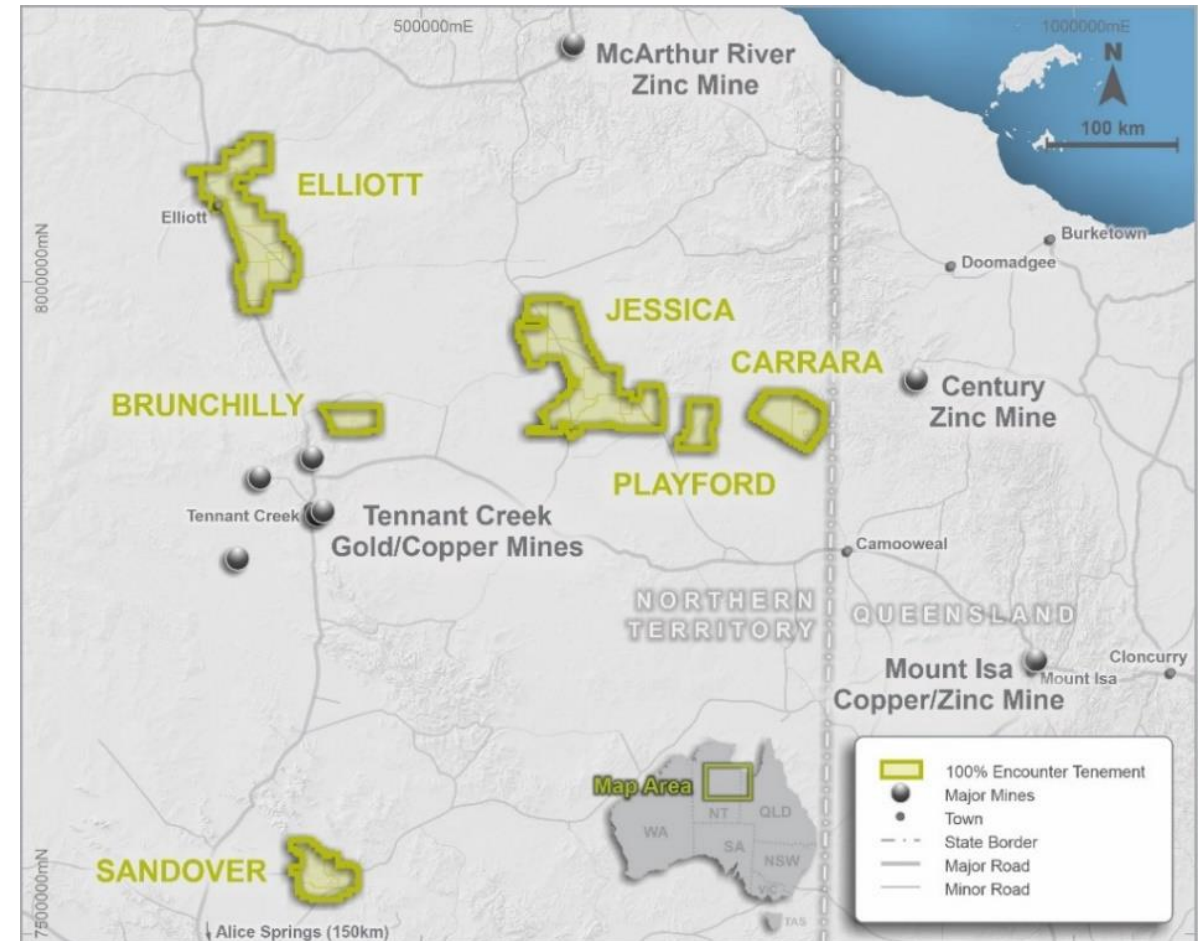 500000mE
1000000mE
N
100 km
McArthur River
Zinc Mine
ELLIOTT
Elliott
8000000mN
Burketown
Doomadgee
JESSICA
CARRARA
BRUNCHILLY
Century
Zinc Mine
PLAYFORD
Tennant Creek
Tennant Creek
Gold/Copper Mines
Camooweal
NORTHERN
TERRITORY
QUEENSLAND
Mount Isa
Copper/Zinc Mine
Mount Isa
Cloncurry
Map Area
NT
QLD
WA
SA
NSW
VIC
TAS
100% Encounter Tenement
Major Mines
Town
State Border
Major Road
Minor Road
SANDOVER
7500000mN
Alice Springs (150km)